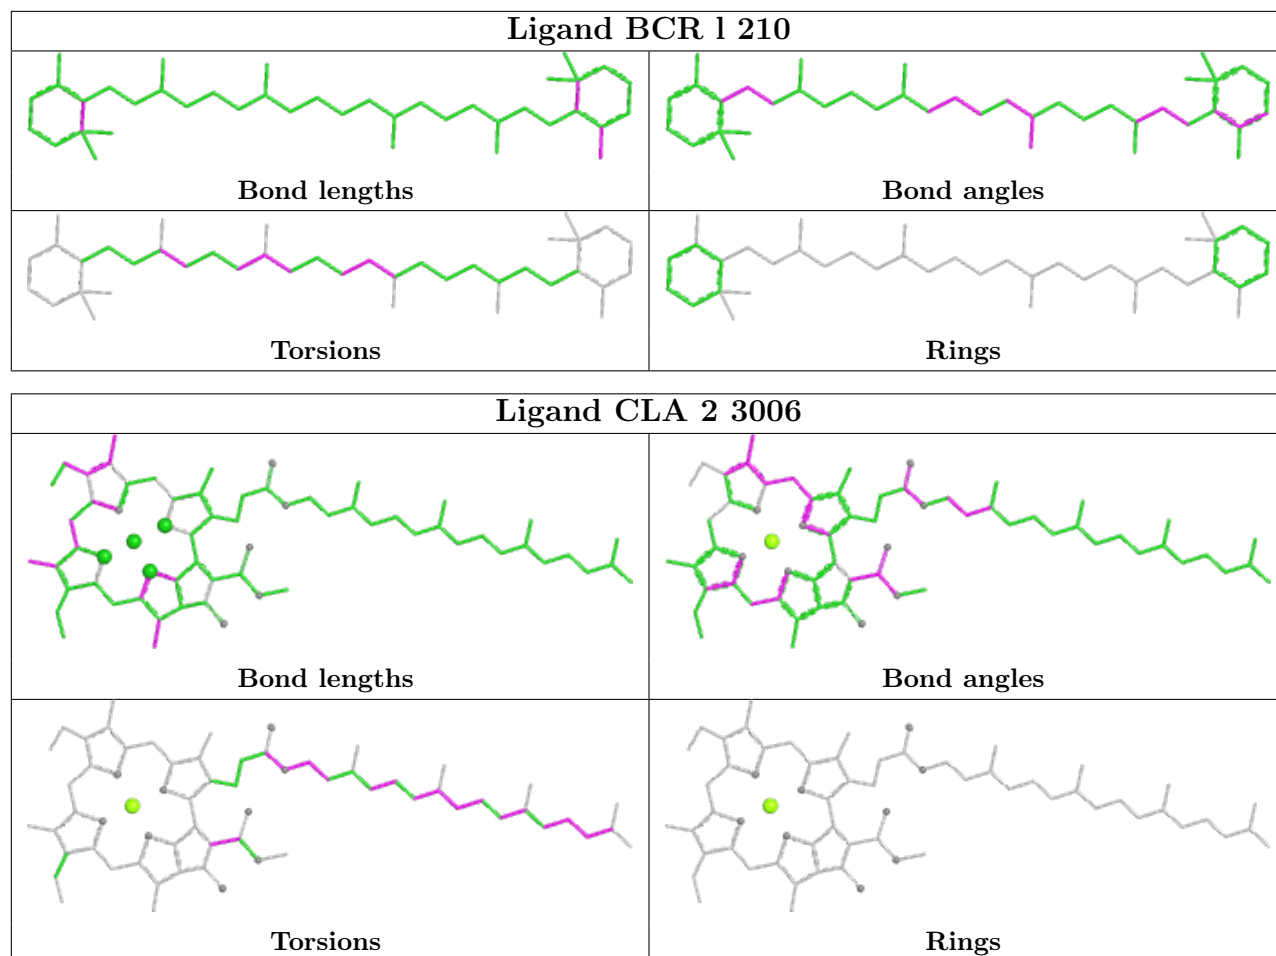 Ligand BCR l 210
Bond lengths
Bond angles
Torsions
Rings
Ligand CLA 2 3006
Bond lengths
Bond angles
Torsions
Rings